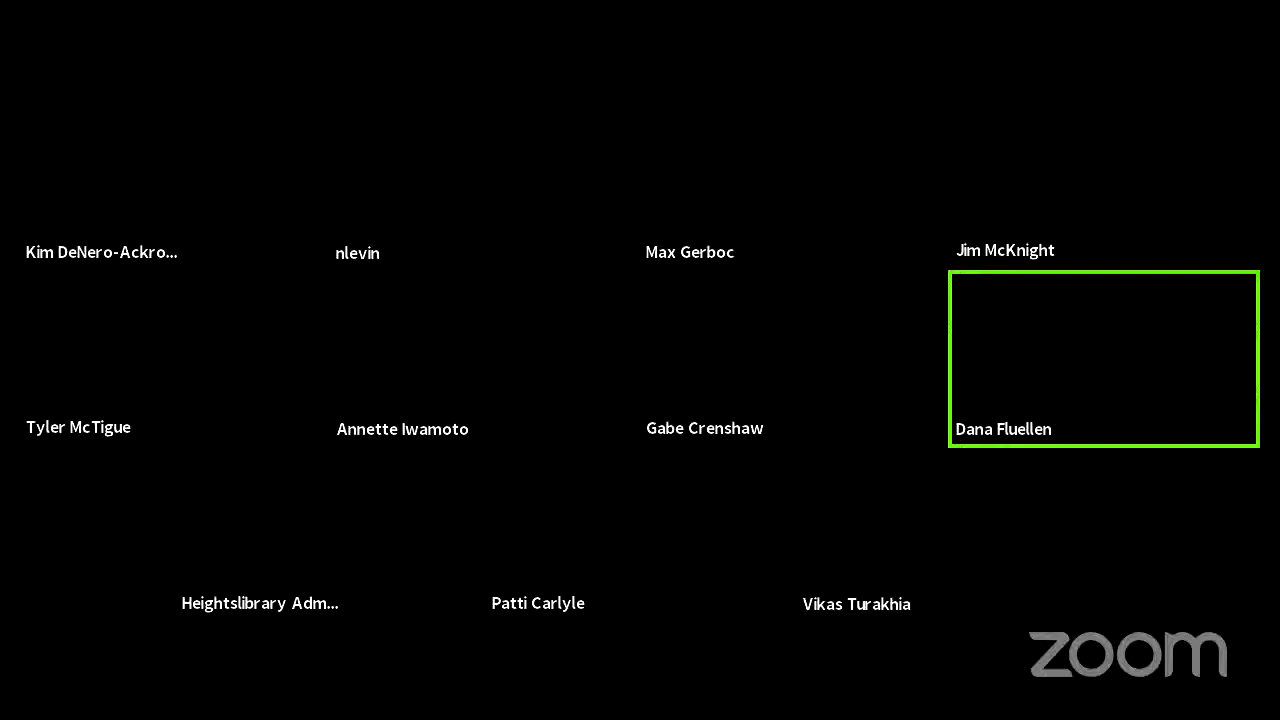 Kim DeNero-Ackro...
nlevin
Max Gerboc
Jim McKnight
Tyler McTigue
Annette Iwamoto
Gabe Crenshaw
Dana Fluellen
Heightslibrary Adm...
Patti Carlyle
Vikas Turakhia
zoom